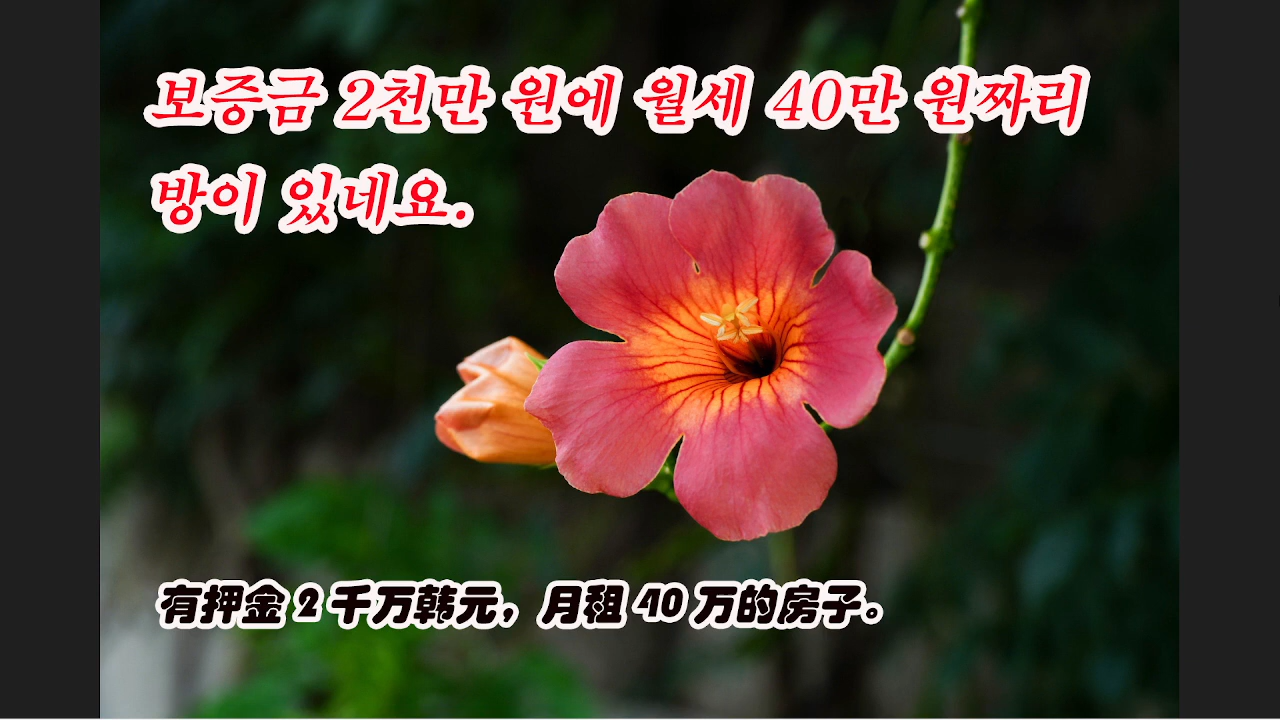 보증금 2천만 원에 월세 40만 원짜리
방이 있네요.
有押金 2 千万韩元，月租 40 万的房子。